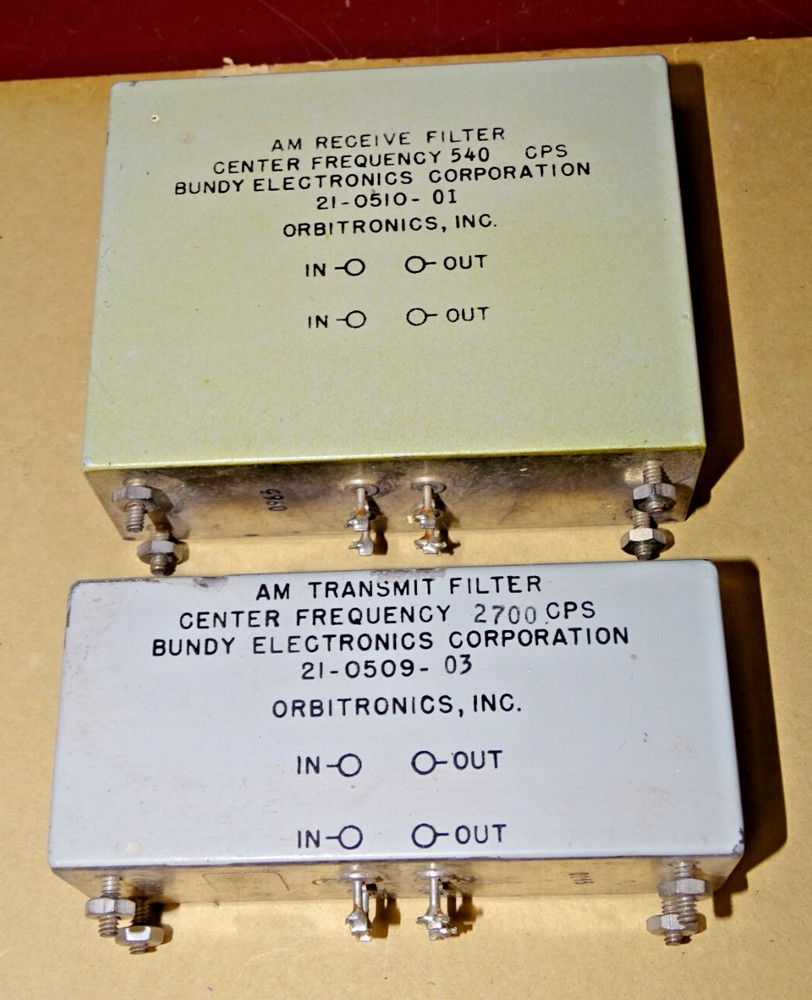 AM RECEIVE FILTER
CENTER FREQUENCY 540 CPS
BUNDY ELECTRONICS CORPORATION
21-0510-01
ORBITRONICS, INC.
IN OUT
IN OUT
AM TRANSMIT FILTER
CENTER FREQUENCY 2700 CPS
BUNDY ELECTRONICS CORPORATION
21-0509-03
ORBITRONICS, INC.
IN OUT
IN OUT